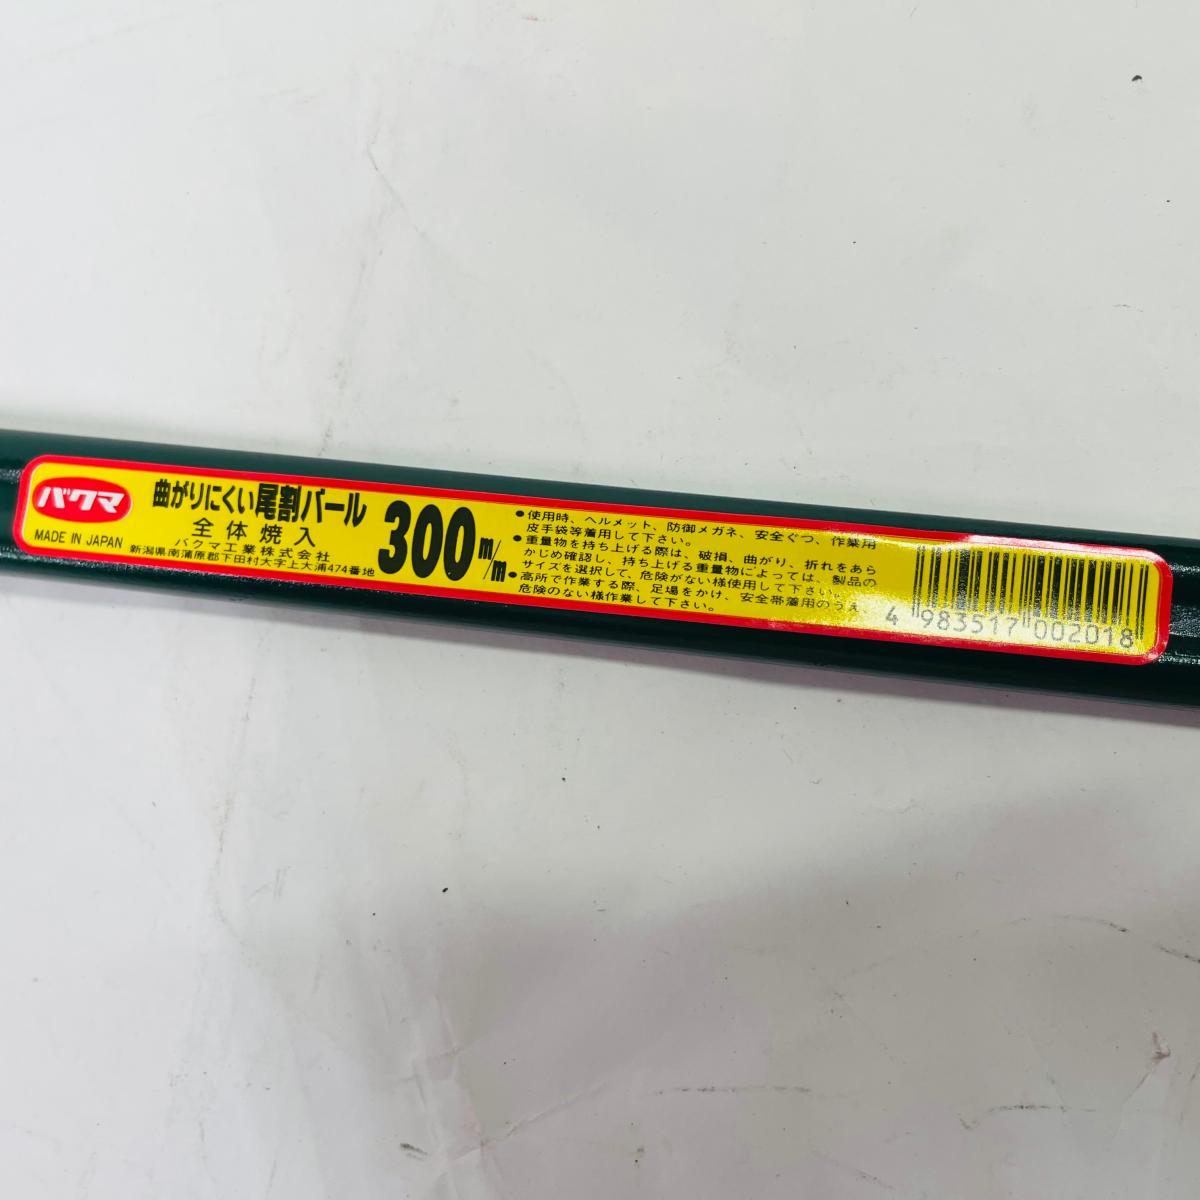 バクマ
MADE IN JAPAN
曲がりにくい尾割バール
全体焼入
バクマ工業株式会社
新潟県南蒲原郡下田村大字上大浦474番地
300m/m
●使用時、ヘルメット、防御メガネ、安全ぐつ、作業用
皮手袋等着用して下さい。
●重量物を持ち上げる際は、破損、曲がり、折れをあら
かじめ確認し、持ち上げる重量物によっては、製品の
サイズを選択して、危険がない様使用して下さい。
●高所で作業する際、足場をかけ、安全帯着用のうえ
危険のない様作業して下さい。
4 983517 002018